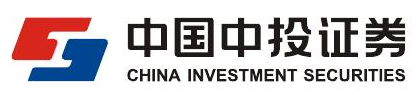 中国中投证券
CHINA INVESTMENT SECURITIES